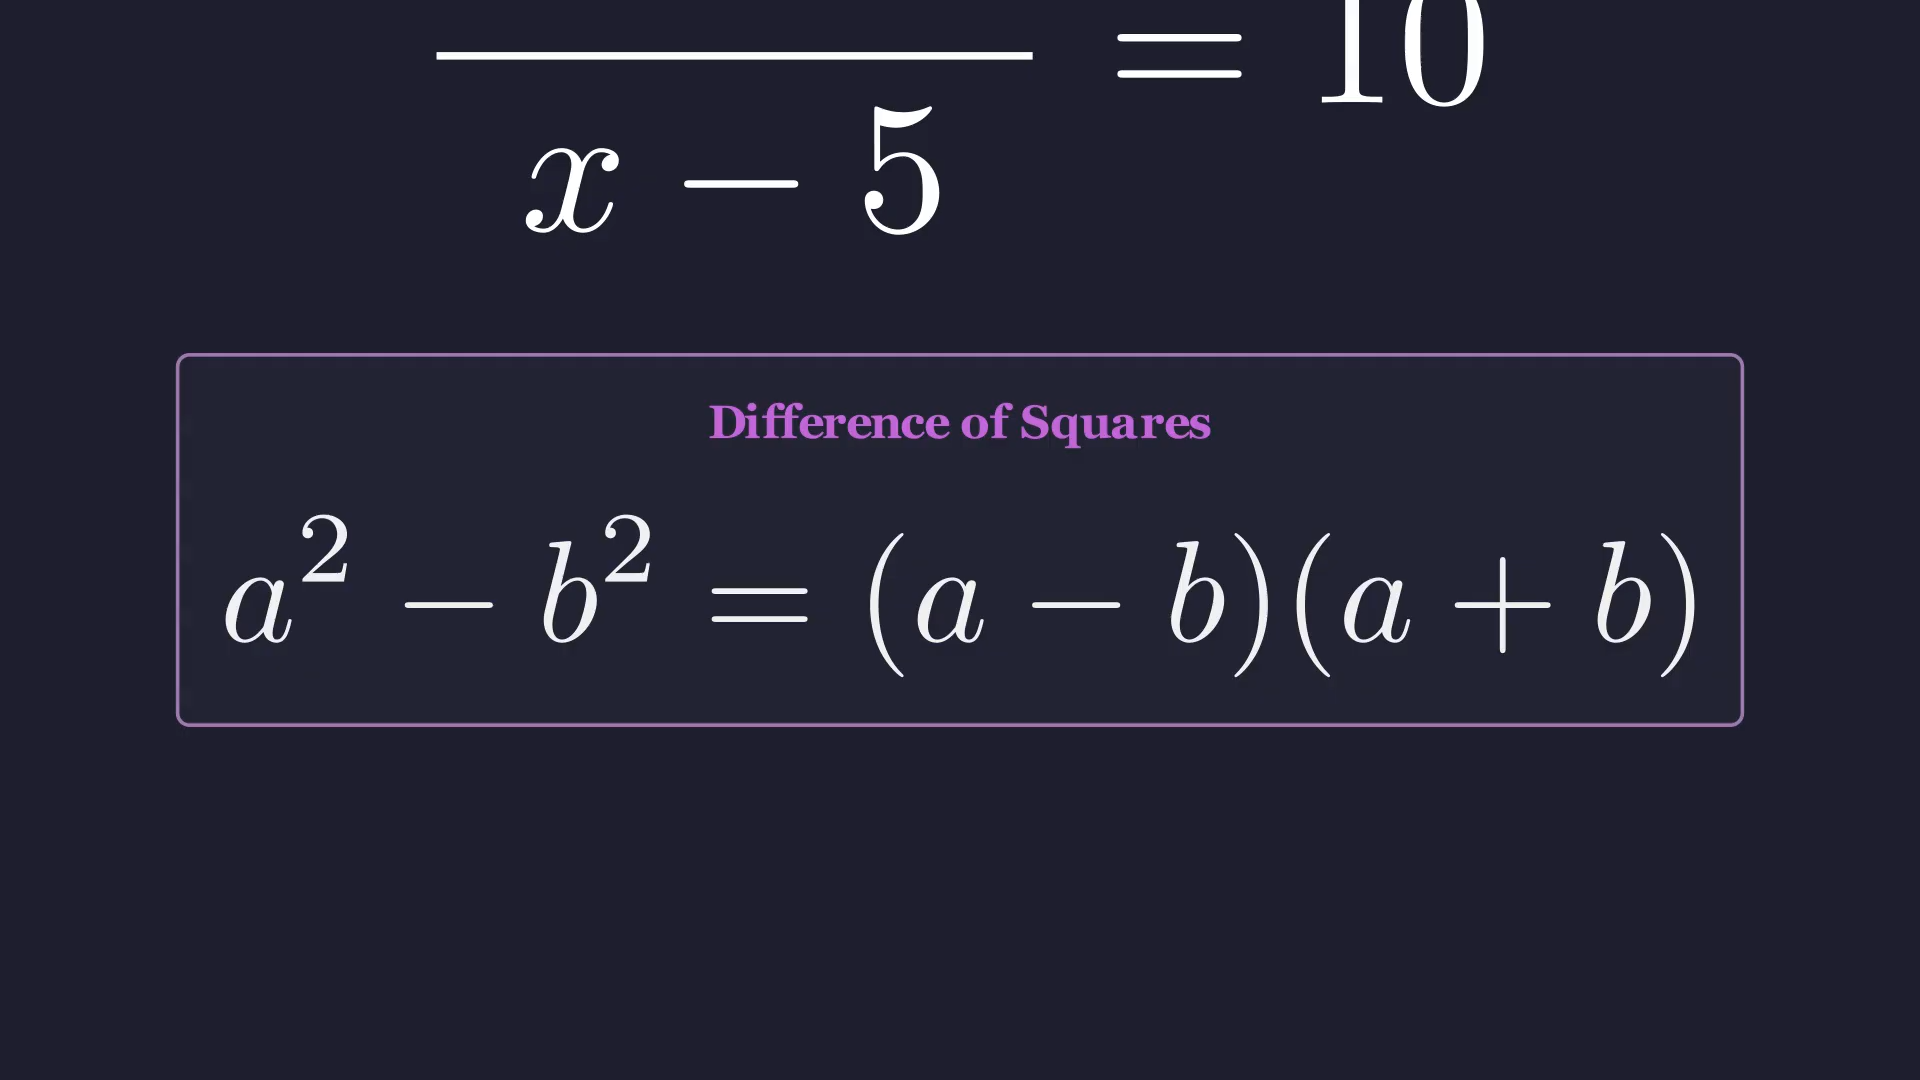 = 10
x − 5
Difference of Squares
a² − b² = (a − b)(a + b)